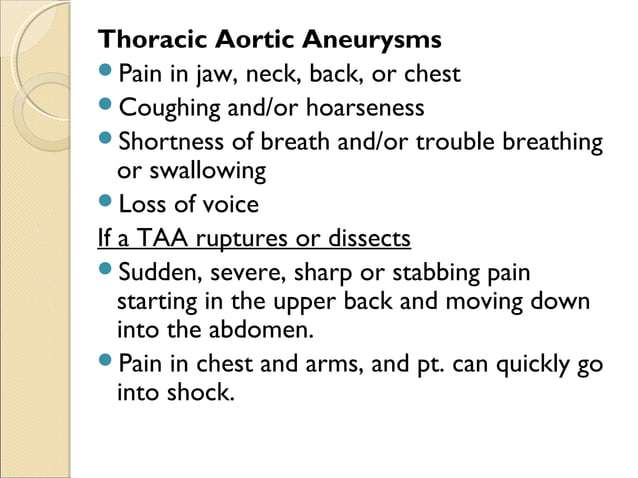 Thoracic Aortic Aneurysms
Pain in jaw, neck, back, or chest
Coughing and/or hoarseness
Shortness of breath and/or trouble breathing
or swallowing
Loss of voice
If a TAA ruptures or dissects
Sudden, severe, sharp or stabbing pain
starting in the upper back and moving down
into the abdomen.
Pain in chest and arms, and pt. can quickly go
into shock.